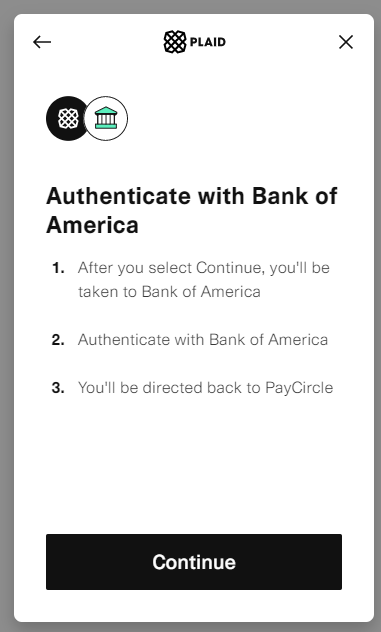 PLAID
Authenticate with Bank of
America
1. After you select Continue, you'll be
taken to Bank of America
2. Authenticate with Bank of America
3. You'll be directed back to PayCircle
Continue